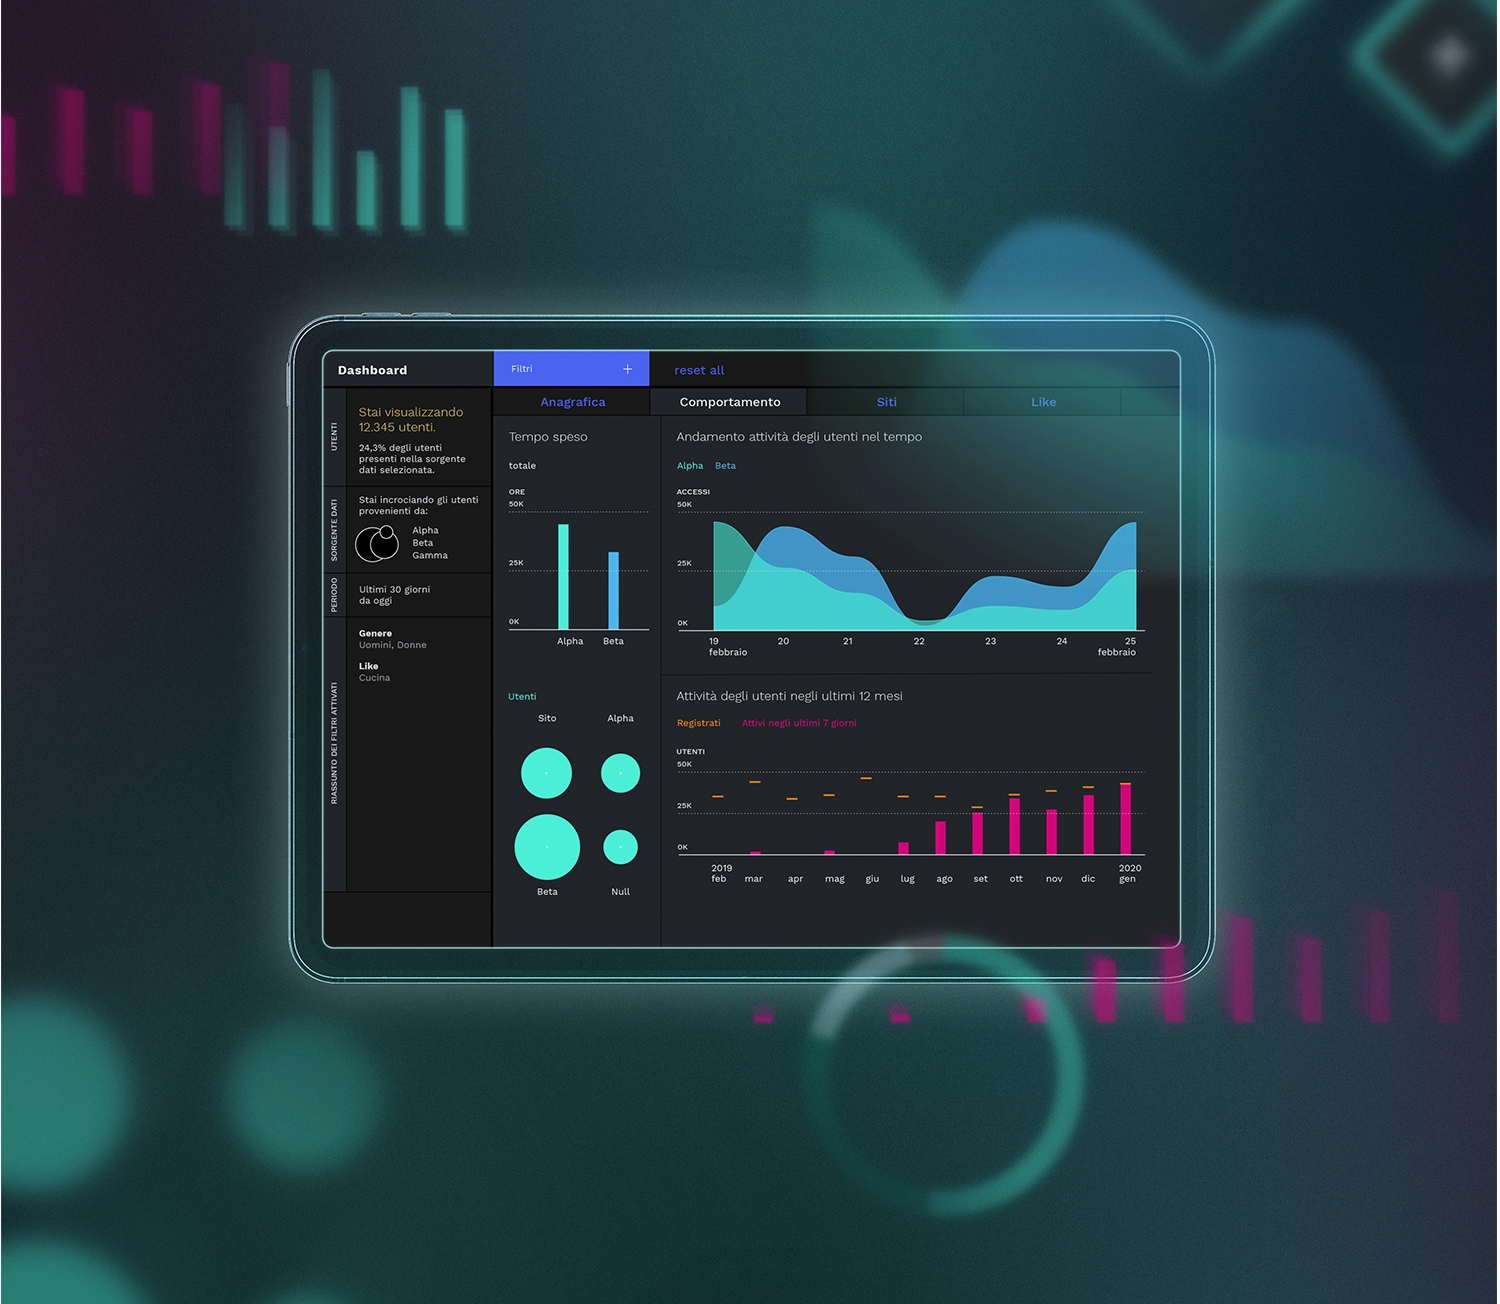 Dashboard
Filtri +
reset all
Anagrafica
Comportamento
Siti
Like
UTENTI
Stai visualizzando
12.345 utenti.
24,3% degli utenti
presenti nella sorgente
dati selezionata.
SORGENTE DATI
Stai incrociando gli utenti
provenienti da:
Alpha
Beta
Gamma
PERIODO
Ultimi 30 giorni
da oggi
RIASSUNTO DEI FILTRI ATTIVATI
Genere
Uomini, Donne
Like
Cucina
Tempo speso
totale
ORE
50K
25K
0K
Alpha Beta
Utenti
Sito Alpha
Beta Null
Andamento attività degli utenti nel tempo
Alpha Beta
ACCESSI
50K
25K
0K
19 20 21 22 23 24 25
febbraio febbraio
Attività degli utenti negli ultimi 12 mesi
Registrati Attivi negli ultimi 7 giorni
UTENTI
50K
25K
0K
2019 2020
feb mar apr mag giu lug ago set ott nov dic gen